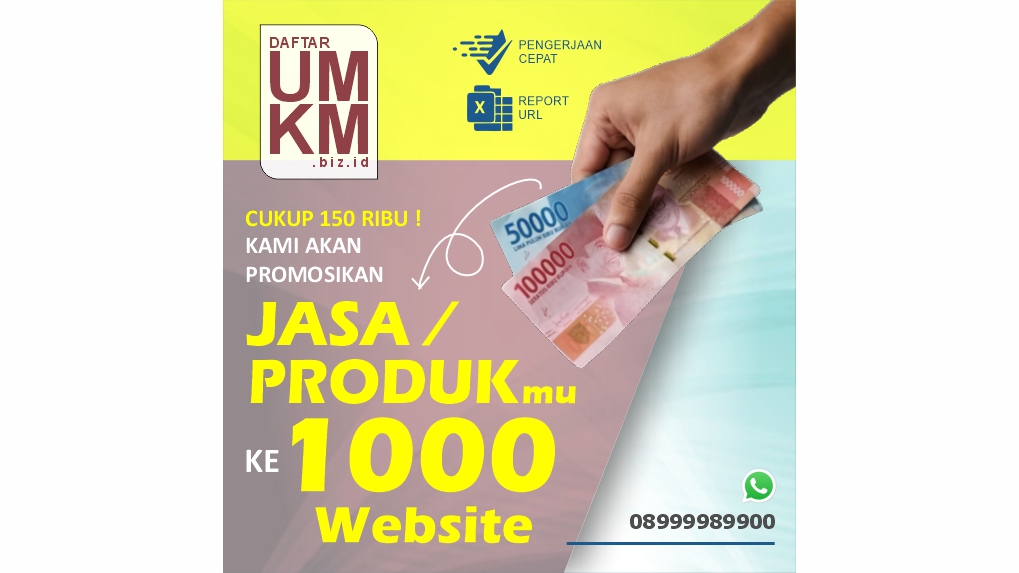 DAFTAR
UM
KM
.biz.id
PENGERJAAN
CEPAT
X
REPORT
URL
CUKUP 150 RIBU !
KAMI AKAN
PROMOSIKAN
50000
100000
JASA /
PRODUKmu
KE 1000
Website
08999989900